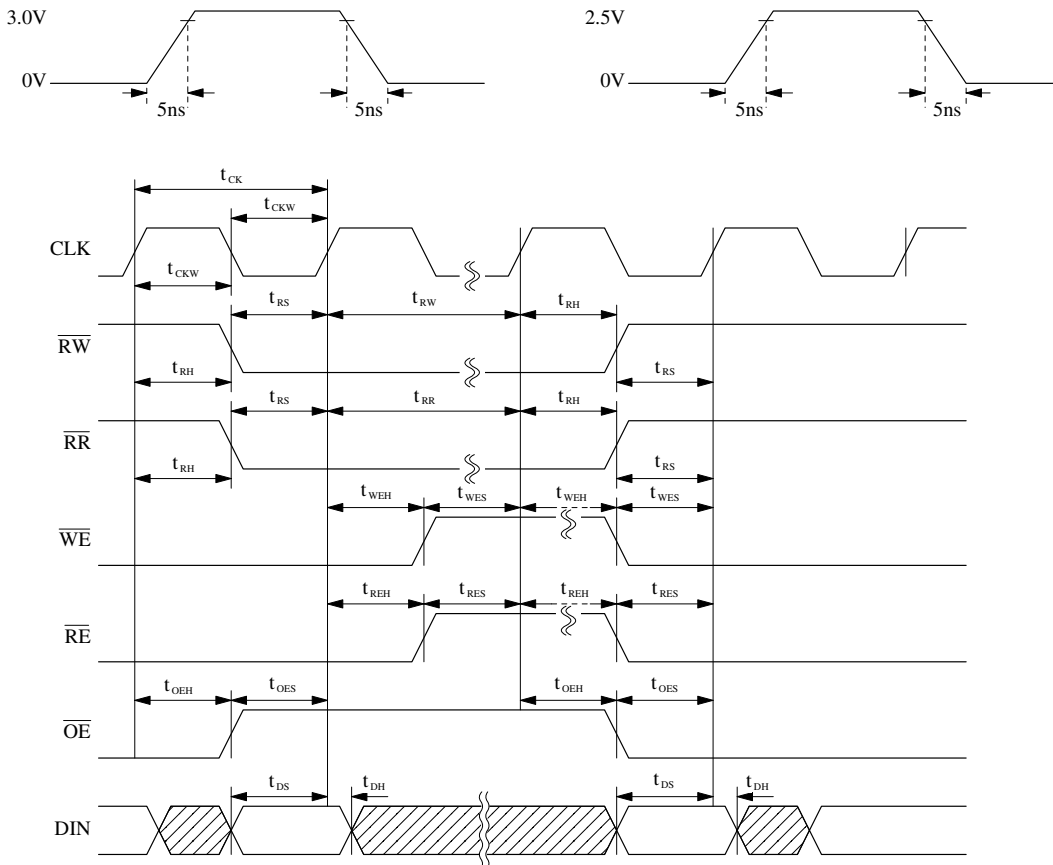 3.0V 2.5V
0V 0V
5ns 5ns 5ns 5ns
tCK
tCKW
CLK
tCKW
tRS tRW tRH
RW
tRH tRS
tRS tRR tRH
RR
tRH tRS
tWEH tWES tWEH tWES
WE
tREH tRES tREH tRES
RE
tOEH tOES tOEH tOES
OE
tDS tDH tDS tDH
DIN